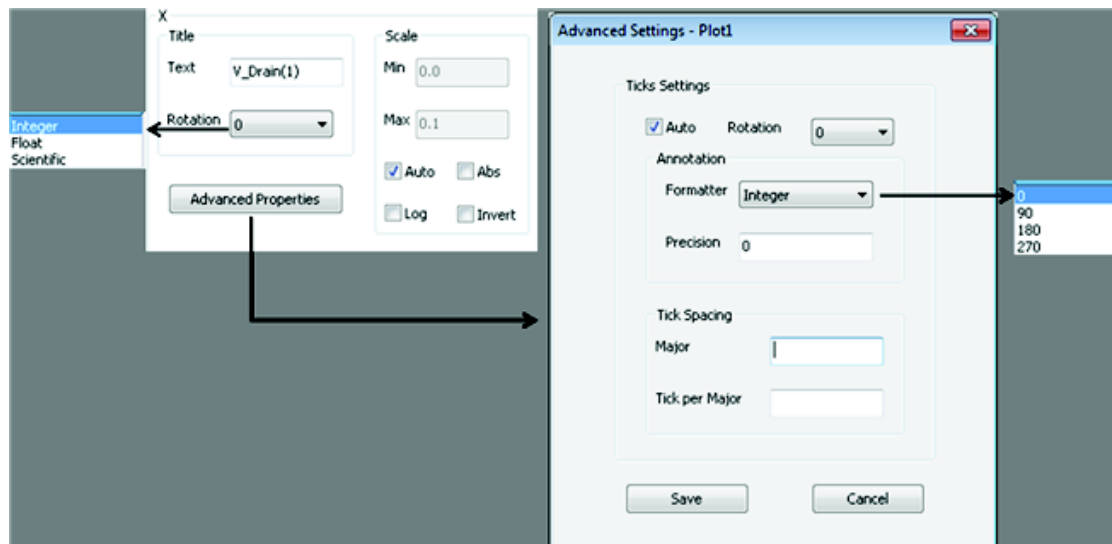 X
Title
Text V_Drain(1)
Rotation 0
Advanced Properties
Scale
Min 0.0
Max 0.1
Auto Abs
Log Invert
Integer
Float
Scientific
Advanced Settings - Plot1
Ticks Settings
Auto Rotation 0
Annotation
Formatter Integer
Precision 0
Tick Spacing
Major
Tick per Major
Save Cancel
0
90
180
270